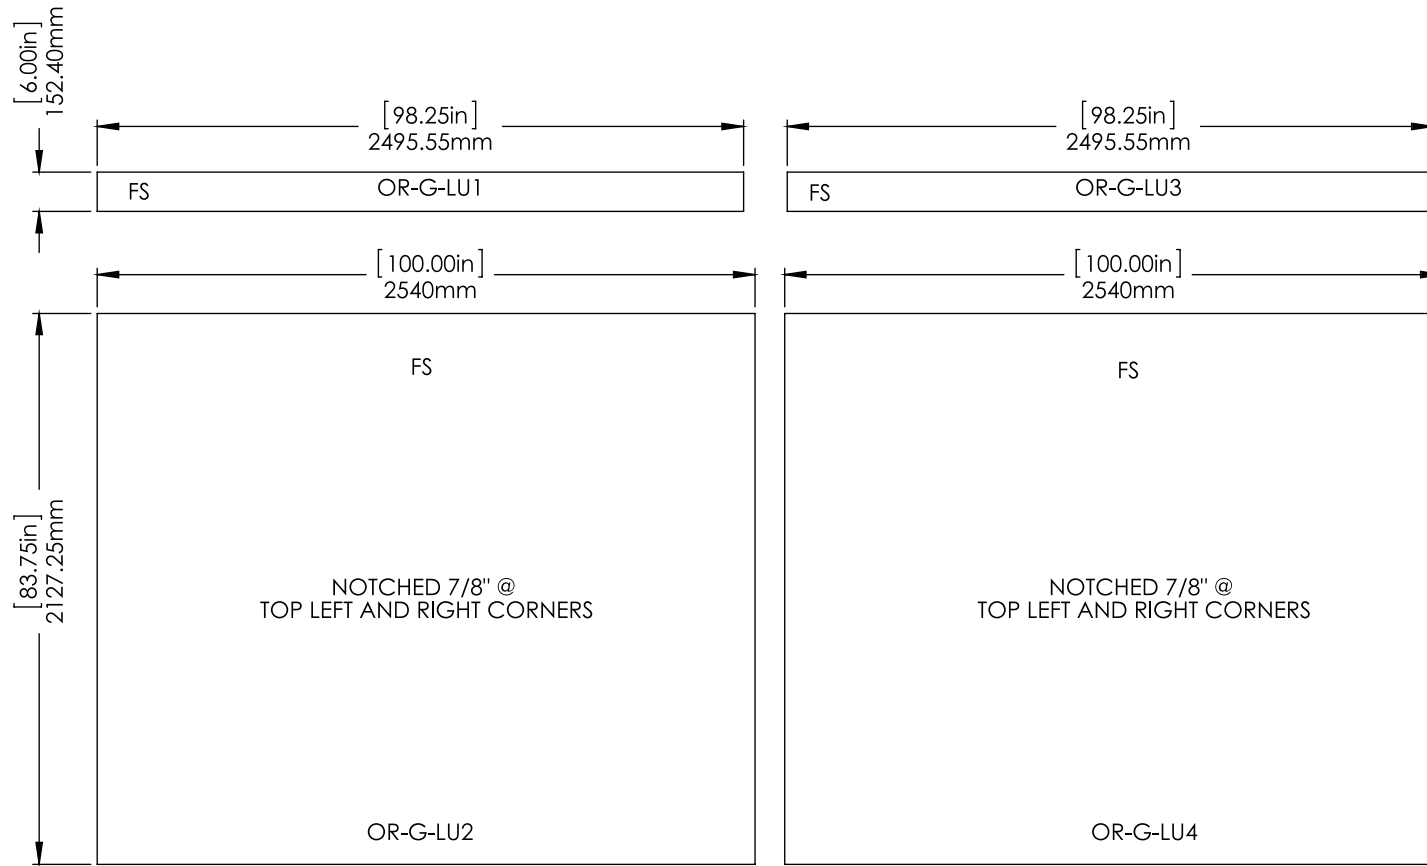 [6.00in]
152.40mm
[98.25in]
2495.55mm
[98.25in]
2495.55mm
FS
OR-G-LU1
FS
OR-G-LU3
[100.00in]
2540mm
[100.00in]
2540mm
[83.75in]
2127.25mm
FS
FS
NOTCHED 7/8" @
TOP LEFT AND RIGHT CORNERS
NOTCHED 7/8" @
TOP LEFT AND RIGHT CORNERS
OR-G-LU2
OR-G-LU4